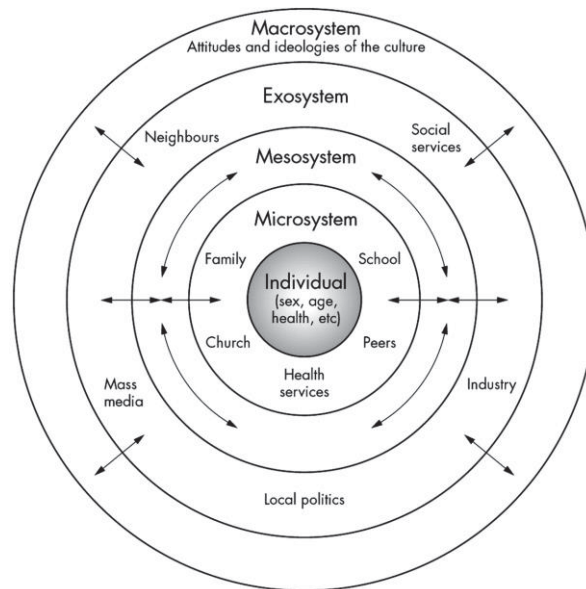 Macrosystem
Attitudes and ideologies of the culture
Exosystem
Neighbours
Social
services
Mesosystem
Microsystem
Family
School
Individual
(sex, age,
health, etc)
Church
Peers
Health
services
Mass
media
Industry
Local politics